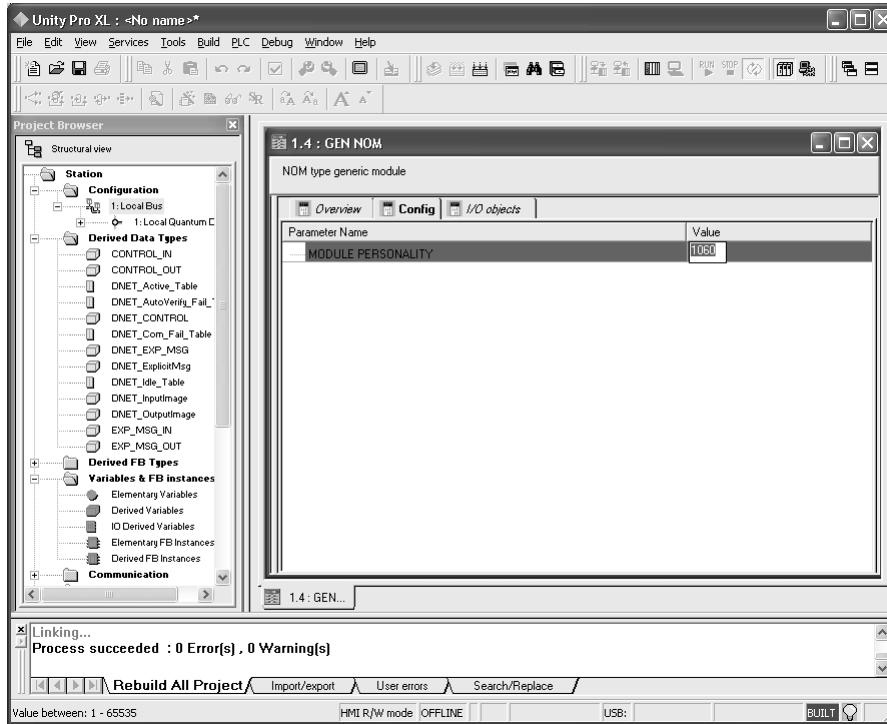 Unity Pro XL : <No name>*
File Edit View Services Tools Build PLC Debug Window Help
RUN STOP
Project Browser
Structural view
Station
Configuration
1: Local Bus
1: Local Quantum
Derived Data Types
CONTROL_IN
CONTROL_OUT
DNET_Active_Table
DNET_AutoVerify_Fail_
DNET_CONTROL
DNET_Com_Fail_Table
DNET_EXP_MSG
DNET_ExplicitMsg
DNET_Idle_Table
DNET_InputImage
DNET_OutputImage
EXP_MSG_IN
EXP_MSG_OUT
Derived FB Types
Variables & FB instances
Elementary Variables
Derived Variables
IO Derived Variables
Elementary FB Instances
Derived FB Instances
Communication
1.4 : GEN NOM
NOM type generic module
Overview Config I/O objects
Parameter Name Value
MODULE PERSONALITY 1060
1.4 : GEN...
Linking...
Process succeeded : 0 Error(s) , 0 Warning(s)
Rebuild All Project Import/export User errors Search/Replace
Value between: 1 - 65535 HMI R/W mode OFFLINE USB: BUILT